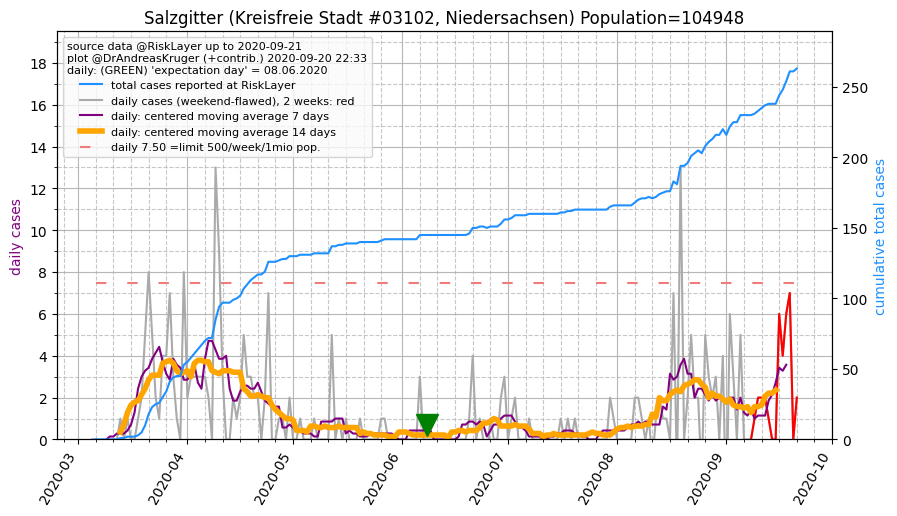 Salzgitter (Kreisfreie Stadt #03102, Niedersachsen) Population=104948
source data @RiskLayer up to 2020-09-21
plot @DrAndreasKruger (+contrib.) 2020-09-20 22:33
daily: (GREEN) 'expectation day' = 08.06.2020
total cases reported at RiskLayer
daily cases (weekend-flawed), 2 weeks: red
daily: centered moving average 7 days
daily: centered moving average 14 days
daily 7.50 =limit 500/week/1mio pop.
daily cases
18
16
14
12
10
8
6
4
2
0
cumulative total cases
250
200
150
100
50
0
2020-03
2020-04
2020-05
2020-06
2020-07
2020-08
2020-09
2020-10